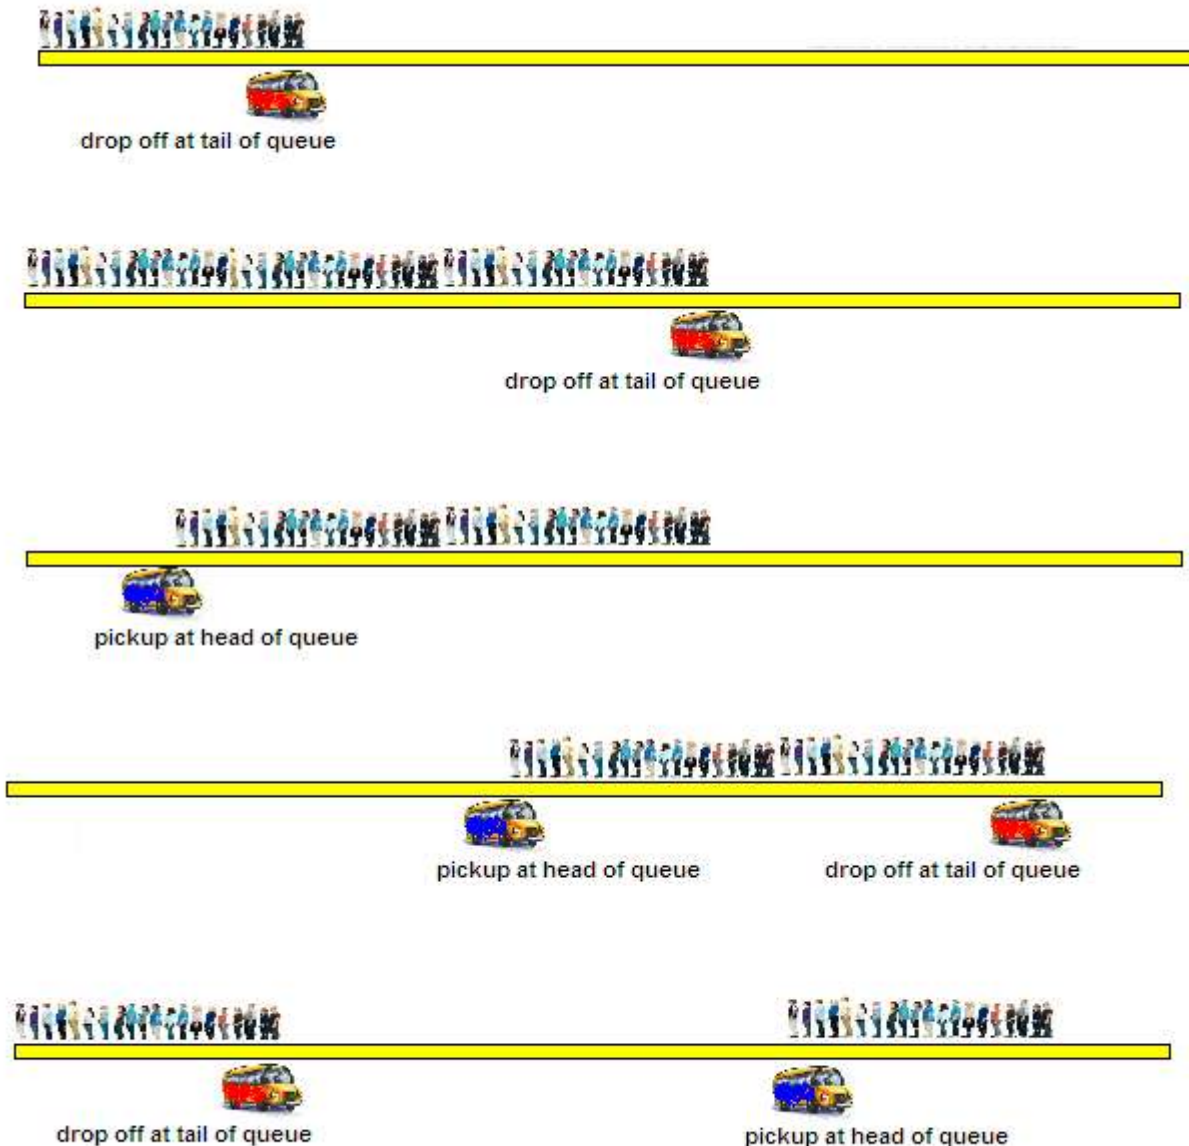 drop off at tail of queue
drop off at tail of queue
pickup at head of queue
pickup at head of queue
drop off at tail of queue
drop off at tail of queue
pickup at head of queue